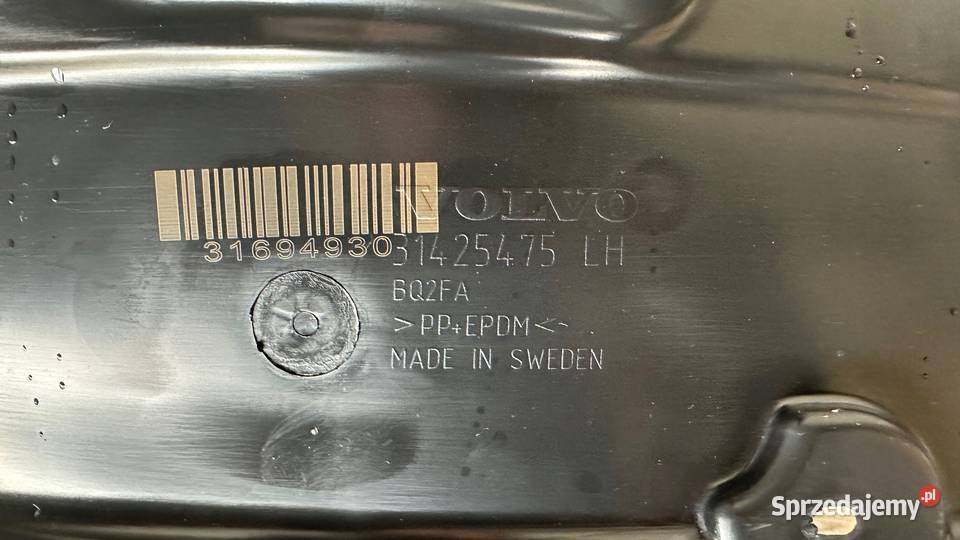 VOLVO
31694930
31425475 LH
BQ2FA
>PP+EPDM<-
MADE IN SWEDEN
Sprzedajemy.pl